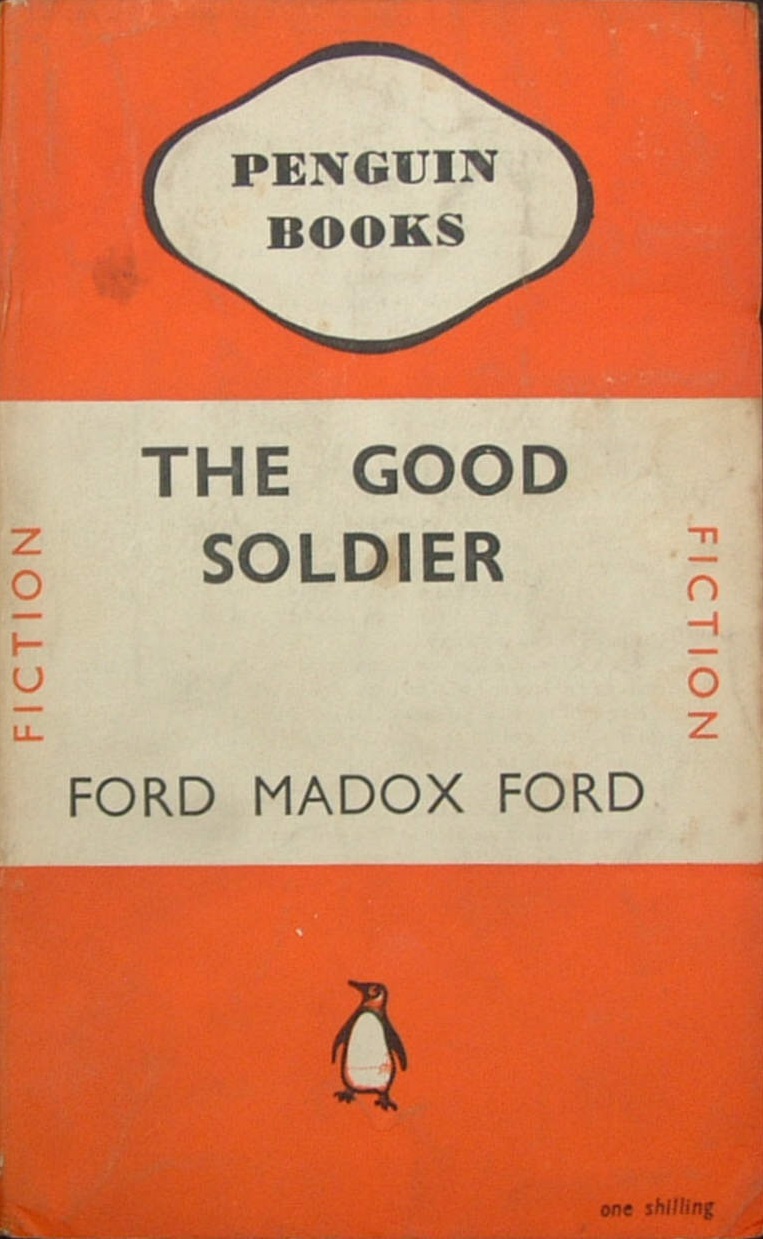 PENGUIN
BOOKS
THE GOOD
SOLDIER
FICTION
FICTION
FORD MADOX FORD
one shilling